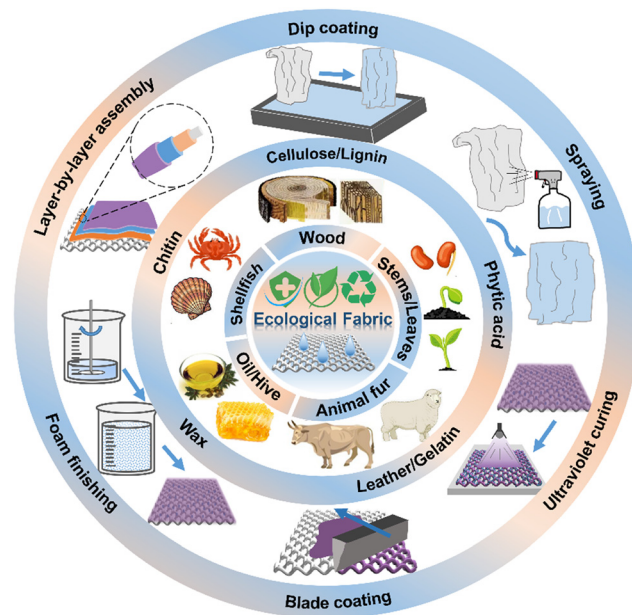 Dip coating
Layer-by-layer assembly
Spraying
Cellulose/Lignin
Chitin
Phytic acid
Wood
Shellfish
Stems/Leaves
Ecological Fabric
Oil/Hive
Animal fur
Wax
Leather/Gelatin
Foam finishing
Ultraviolet curing
Blade coating